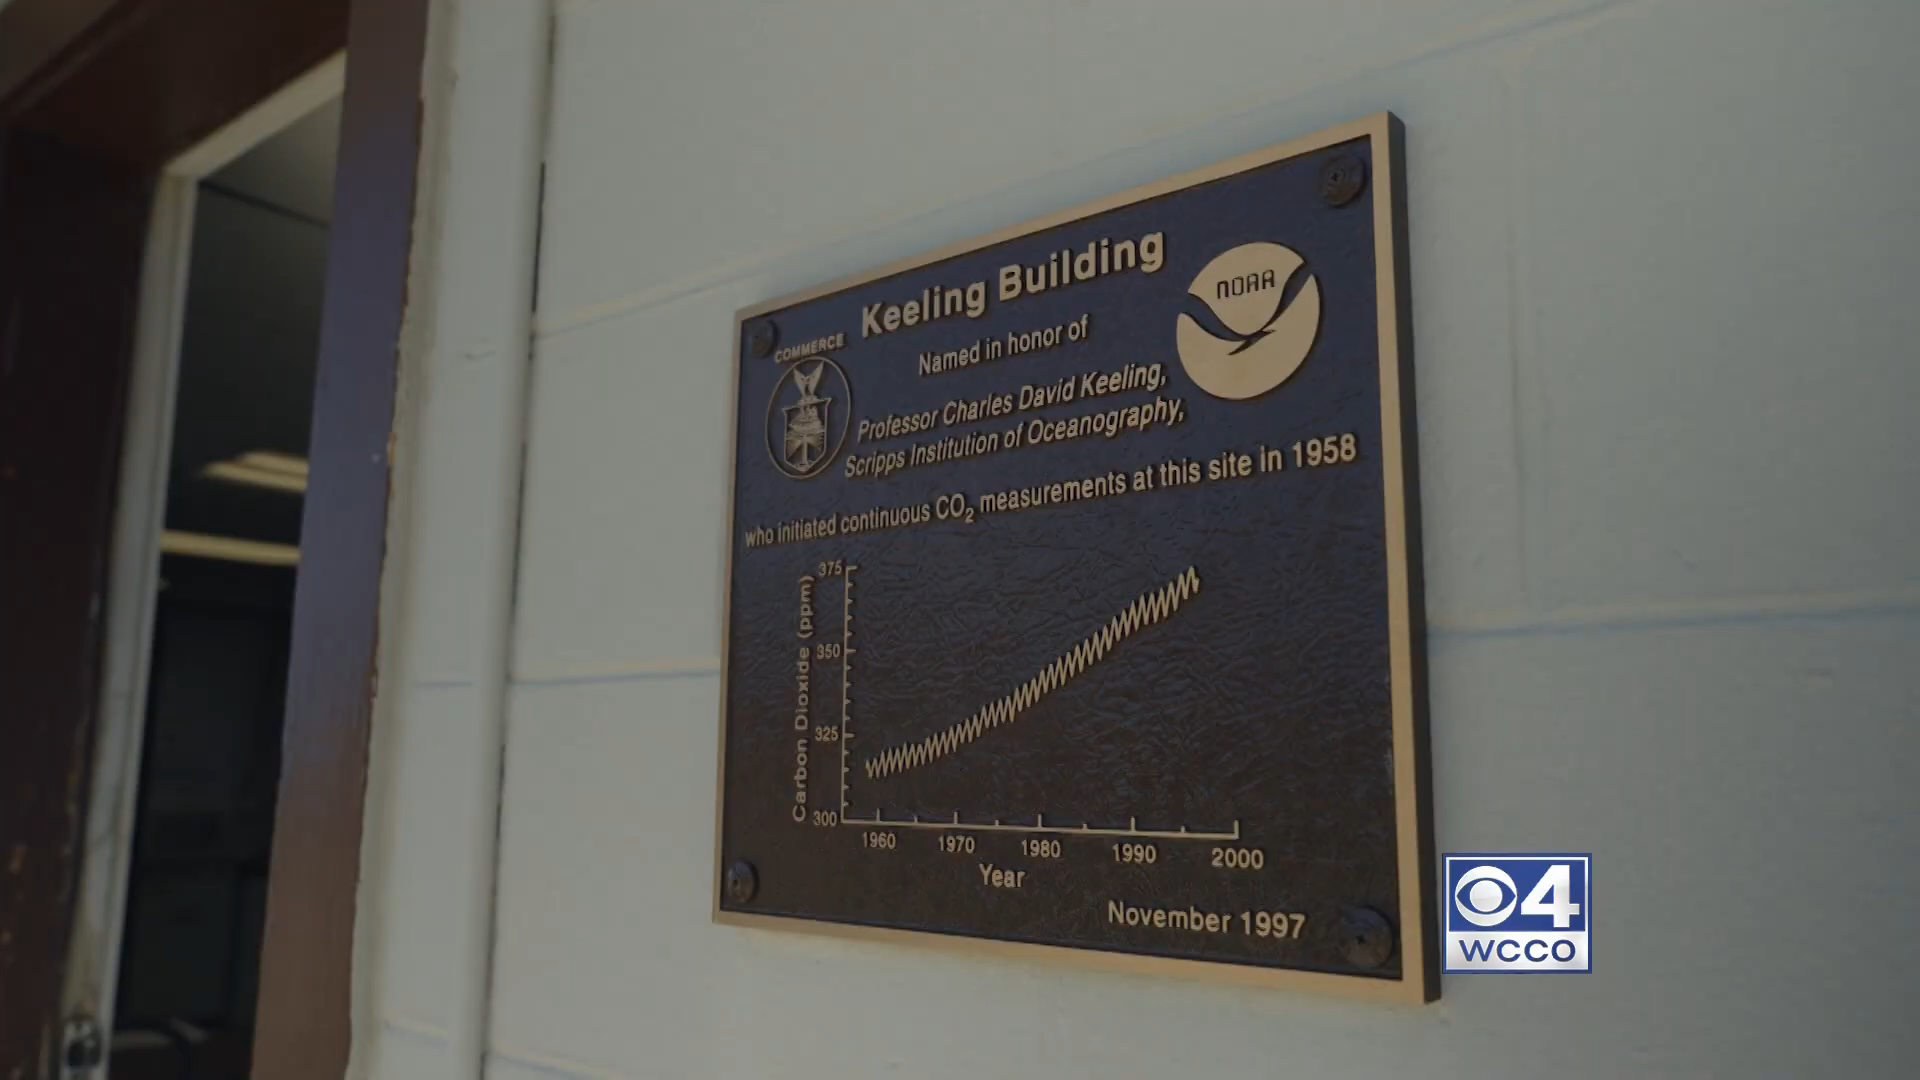 Keeling Building
NOAA
COMMERCE
Named in honor of
Professor Charles David Keeling,
Scripps Institution of Oceanography,
who initiated continuous CO₂ measurements at this site in 1958
Carbon Dioxide (ppm)
375
350
325
300
1960 1970 1980 1990 2000
Year
November 1997
4
WCCO